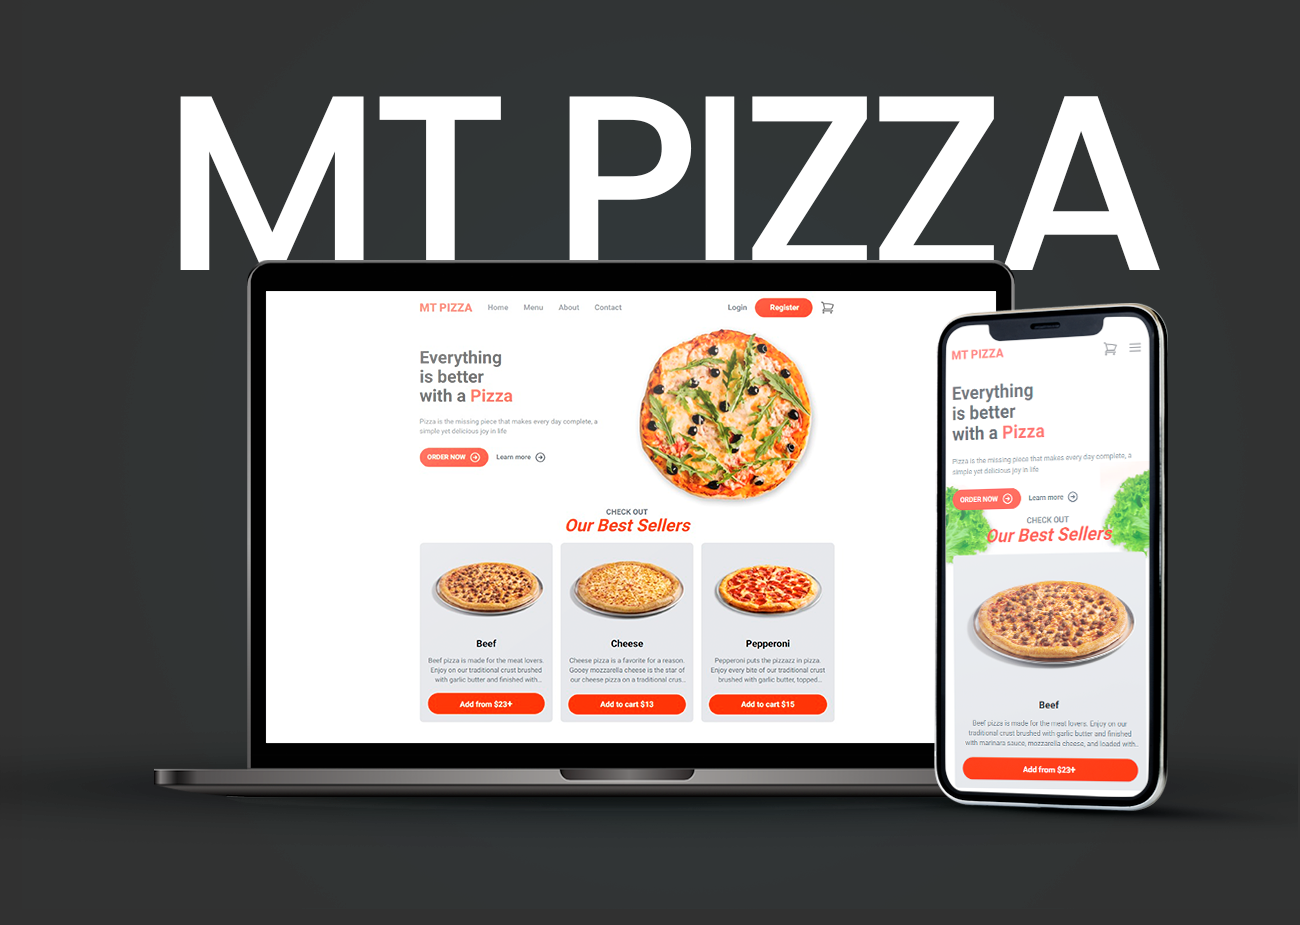 MT PIZZA
MT PIZZA Home Menu About Contact Login Register
Everything
is better
with a Pizza
Pizza is the missing piece that makes every day complete, a
simple yet delicious joy in life
ORDER NOW Learn more
CHECK OUT
Our Best Sellers
Beef
Beef pizza is made for the meat lovers.
Enjoy on our traditional crust brushed
with garlic butter and finished with...
Add from $23+
Cheese
Cheese pizza is a favorite for a reason.
Gooey mozzarella cheese is the star of
our cheese pizza on a traditional crus...
Add to cart $13
Pepperoni
Pepperoni puts the pizzazz in pizza.
Enjoy every bite of our traditional crust
brushed with garlic butter, topped...
Add to cart $15
MT PIZZA
Everything
is better
with a Pizza
Pizza is the missing piece that makes every day complete, a
simple yet delicious joy in life
ORDER NOW Learn more
CHECK OUT
Our Best Sellers
Beef
Beef pizza is made for the meat lovers. Enjoy on our
traditional crust brushed with garlic butter and finished
with marinara sauce, mozzarella cheese, and loaded with..
Add from $23+